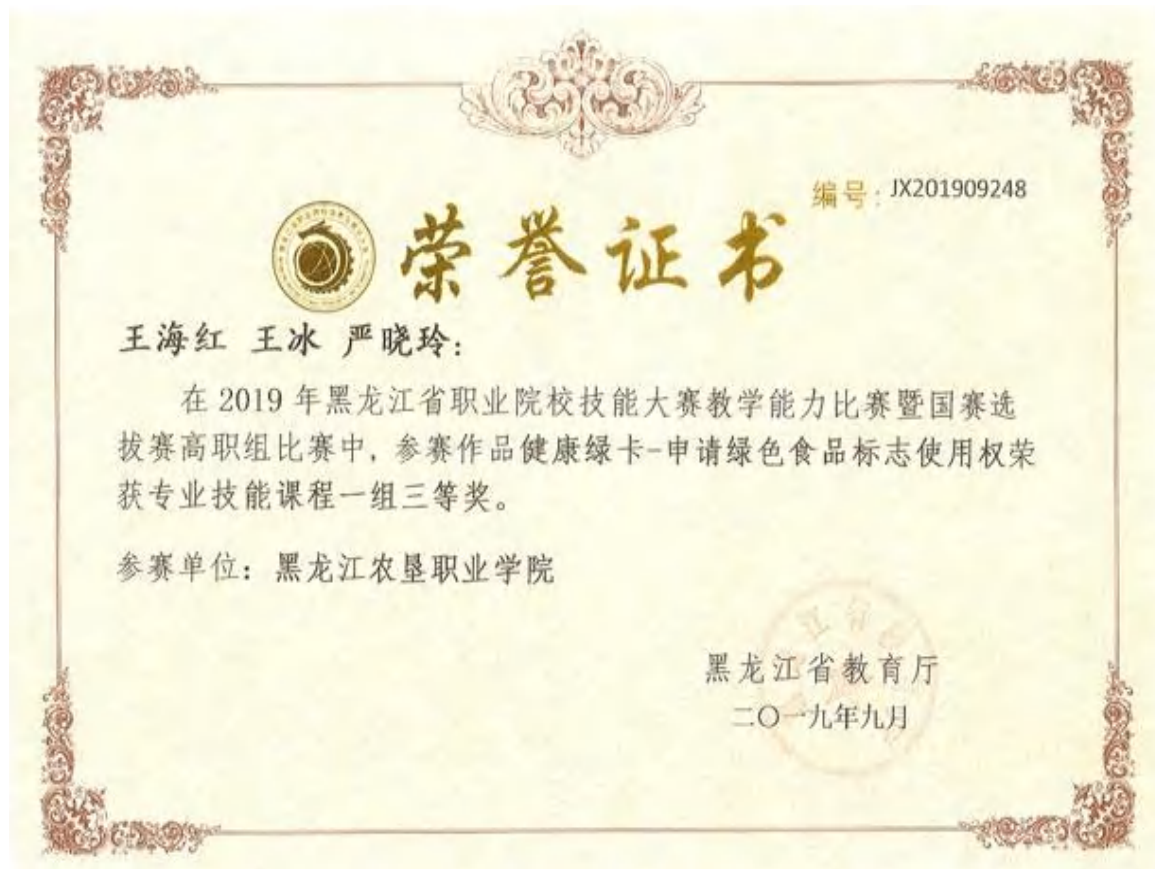 编号: JX201909248
荣誉证书
王海红 王冰 严晓玲:
在 2019 年黑龙江省职业院校技能大赛教学能力比赛暨国赛选
拔赛高职组比赛中, 参赛作品健康绿卡-申请绿色食品标志使用权荣
获专业技能课程一组三等奖。
参赛单位: 黑龙江农垦职业学院
黑龙江省教育厅
二〇一九年九月